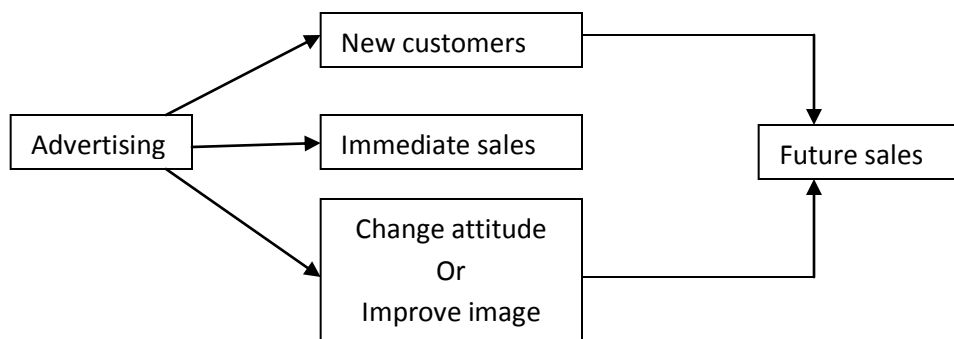 New customers
Advertising
Immediate sales
Future sales
Change attitude
Or
Improve image